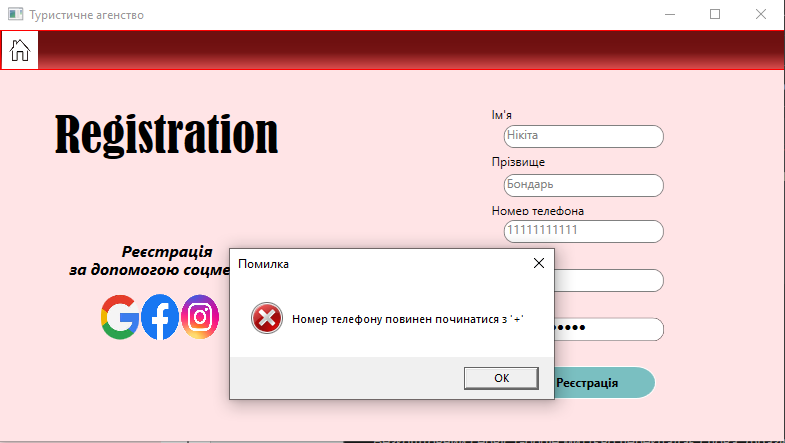 Туристичне агенство
Registration
Ім'я
Нікіта
Прізвище
Бондарь
Номер телефона
11111111111
Реєстрація
за допомогою соцме
Помилка
Номер телефону повинен починатися з '+'
OK
Реєстрація